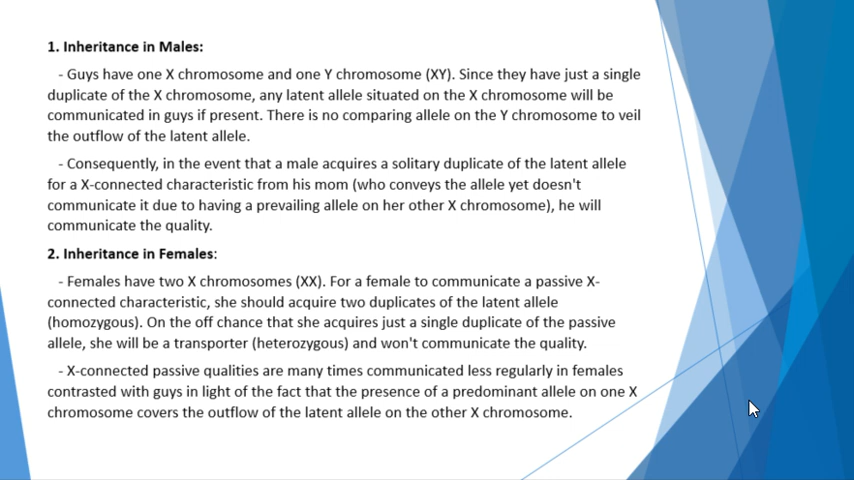 1. Inheritance in Males:
- Guys have one X chromosome and one Y chromosome (XY). Since they have just a single
duplicate of the X chromosome, any latent allele situated on the X chromosome will be
communicated in guys if present. There is no comparing allele on the Y chromosome to veil
the outflow of the latent allele.
- Consequently, in the event that a male acquires a solitary duplicate of the latent allele
for a X-connected characteristic from his mom (who conveys the allele yet doesn't
communicate it due to having a prevailing allele on her other X chromosome), he will
communicate the quality.
2. Inheritance in Females:
- Females have two X chromosomes (XX). For a female to communicate a passive X-
connected characteristic, she should acquire two duplicates of the latent allele
(homozygous). On the off chance that she acquires just a single duplicate of the passive
allele, she will be a transporter (heterozygous) and won't communicate the quality.
- X-connected passive qualities are many times communicated less regularly in females
contrasted with guys in light of the fact that the presence of a predominant allele on one X
chromosome covers the outflow of the latent allele on the other X chromosome.